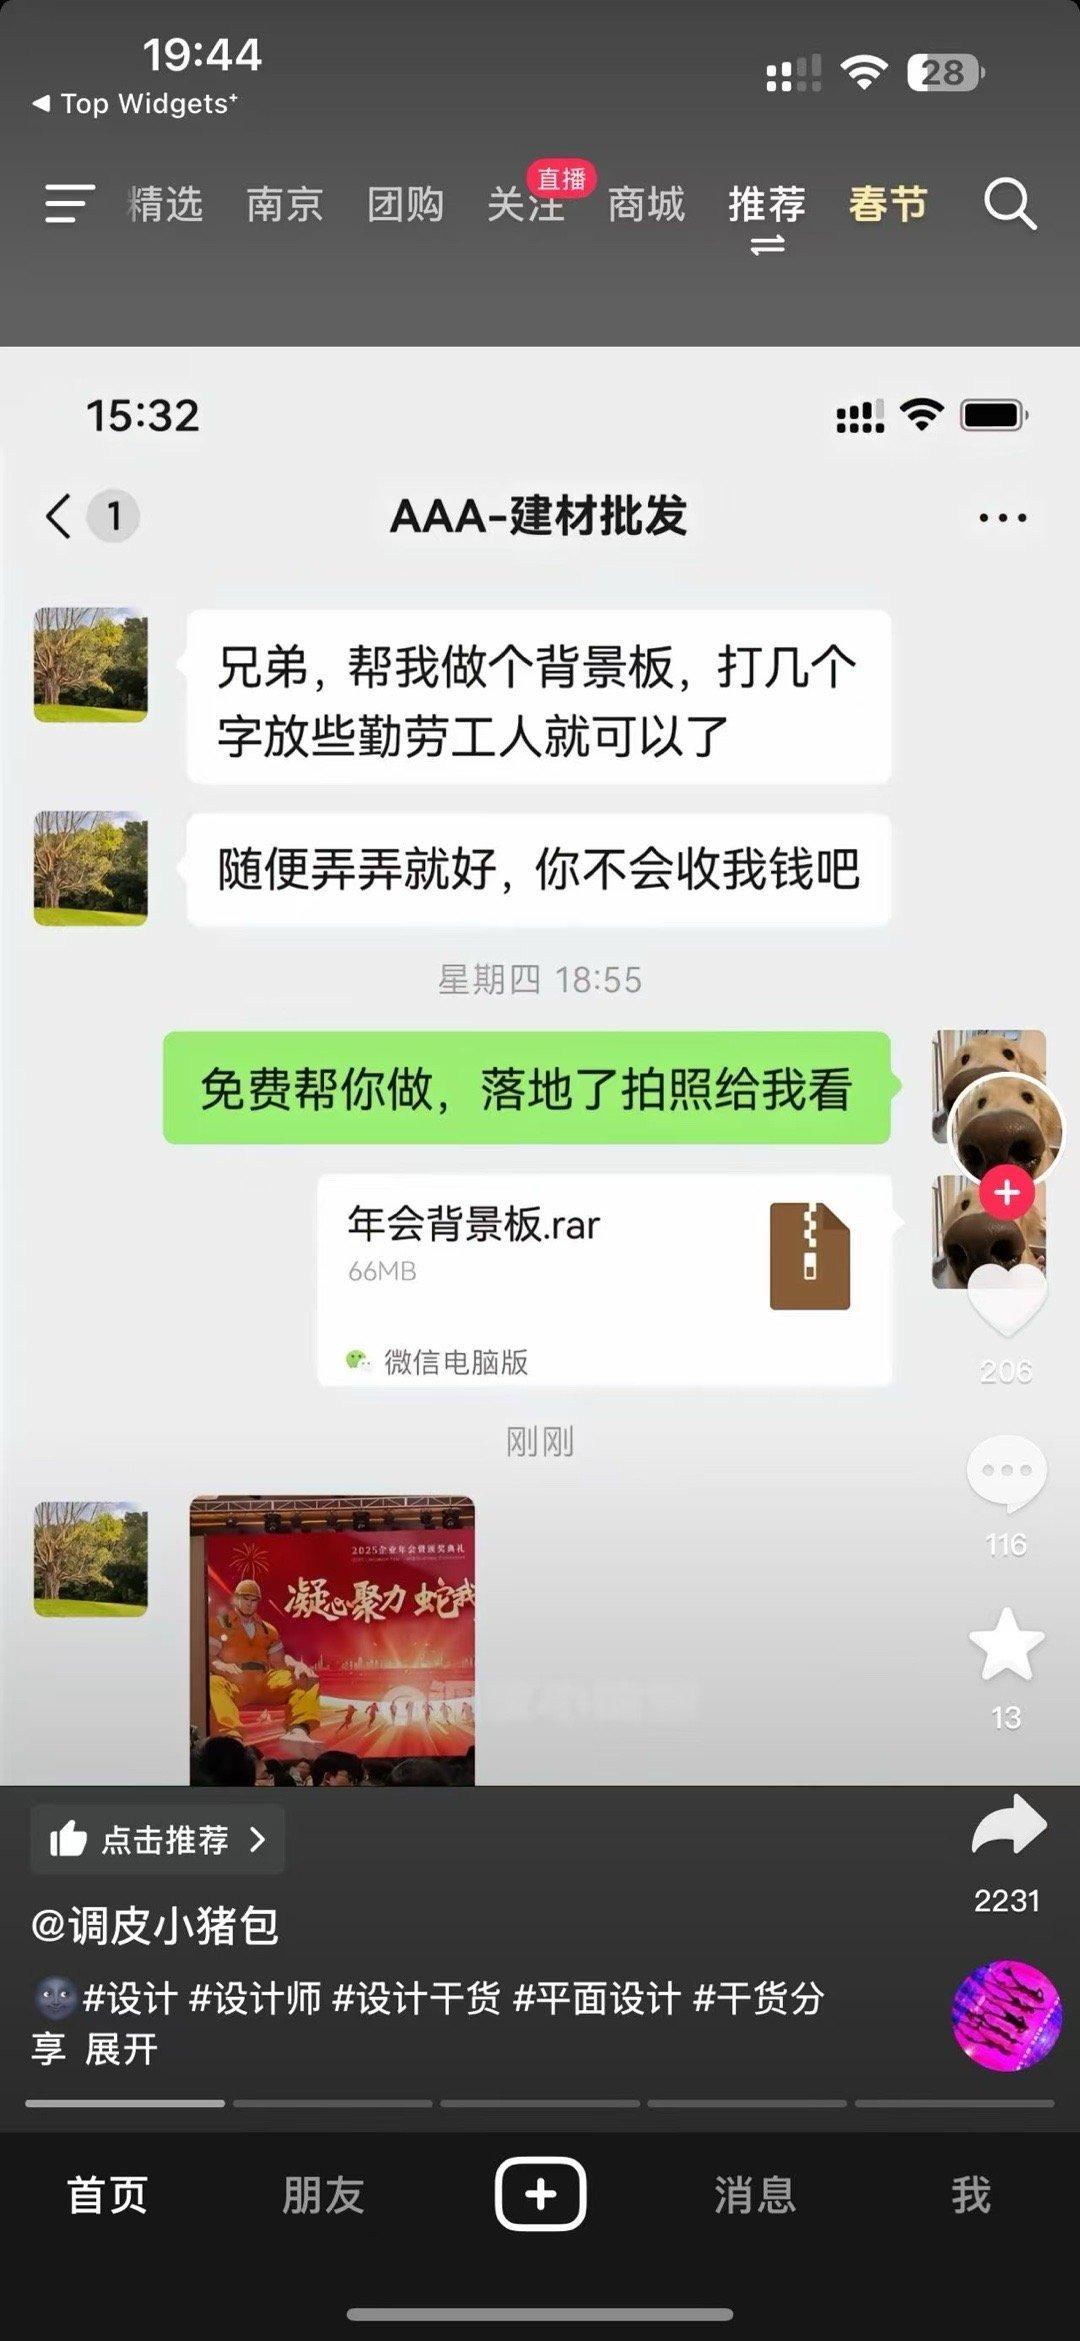 19:44
28
Top Widgets+
精选 南京 团购 关注 直播 商城 推荐 春节
15:32
1
AAA-建材批发
兄弟，帮我做个背景板，打几个
字放些勤劳工人就可以了
随便弄弄就好，你不会收我钱吧
星期四 18:55
免费帮你做，落地了拍照给我看
年会背景板.rar
66MB
微信电脑版
206
刚刚
116
2025企业年会暨颁奖典礼
凝心聚力 蛇我
13
点击推荐
2231
@调皮小猪包
#设计 #设计师 #设计干货 #平面设计 #干货分
享 展开
首页 朋友 消息 我